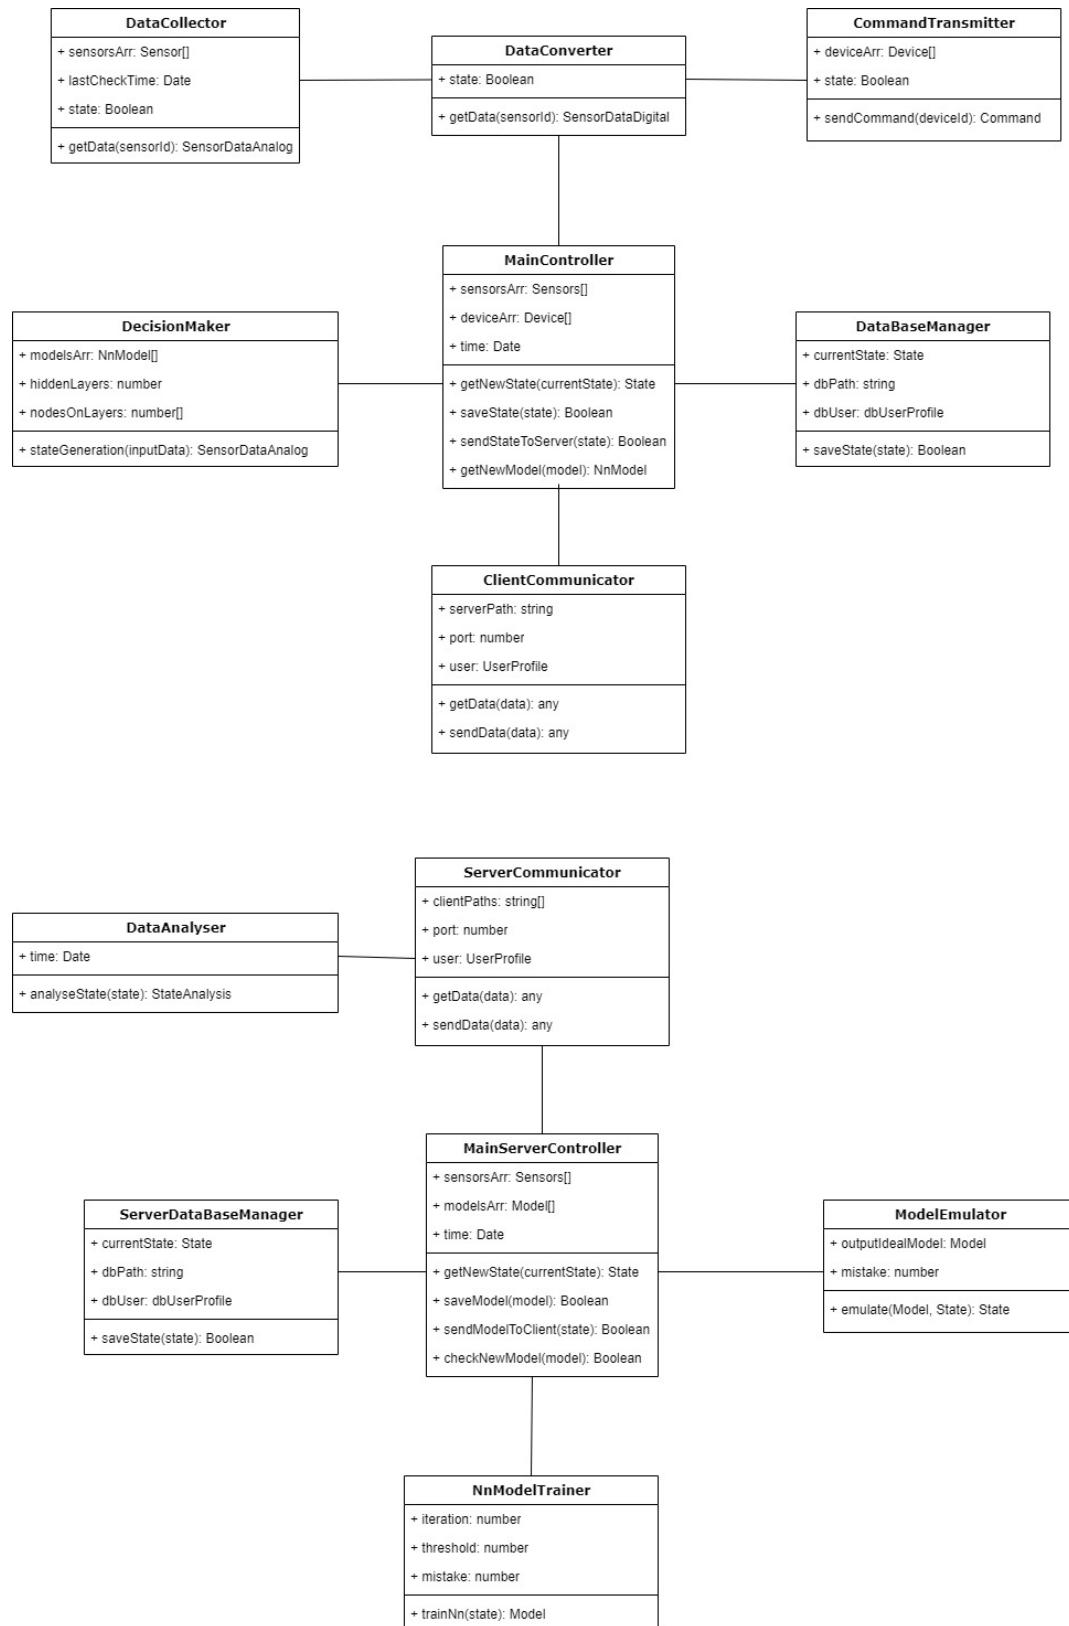 DataCollector
+ sensorsArr: Sensor[]
+ lastCheckTime: Date
+ state: Boolean
+ getData(sensorId): SensorDataAnalog
DataConverter
+ state: Boolean
+ getData(sensorId): SensorDataDigital
CommandTransmitter
+ deviceArr: Device[]
+ state: Boolean
+ sendCommand(deviceId): Command
MainController
+ sensorsArr: Sensors[]
+ deviceArr: Device[]
+ time: Date
+ getNewState(currentState): State
+ saveState(state): Boolean
+ sendStateToServer(state): Boolean
+ getNewModel(model): NnModel
DecisionMaker
+ modelsArr: NnModel[]
+ hiddenLayers: number
+ nodesOnLayers: number[]
+ stateGeneration(inputData): SensorDataAnalog
DataBaseManager
+ currentState: State
+ dbPath: string
+ dbUser: dbUserProfile
+ saveState(state): Boolean
ClientCommunicator
+ serverPath: string
+ port: number
+ user: UserProfile
+ getData(data): any
+ sendData(data): any
ServerCommunicator
+ clientPaths: string[]
+ port: number
+ user: UserProfile
+ getData(data): any
+ sendData(data): any
DataAnalyser
+ time: Date
+ analyseState(state): StateAnalysis
MainServerController
+ sensorsArr: Sensors[]
+ modelsArr: Model[]
+ time: Date
+ getNewState(currentState): State
+ saveModel(model): Boolean
+ sendModelToClient(state): Boolean
+ checkNewModel(model): Boolean
ServerDataBaseManager
+ currentState: State
+ dbPath: string
+ dbUser: dbUserProfile
+ saveState(state): Boolean
ModelEmulator
+ outputIdealModel: Model
+ mistake: number
+ emulate(Model, State): State
NnModelTrainer
+ iteration: number
+ threshold: number
+ mistake: number
+ trainNn(state): Model